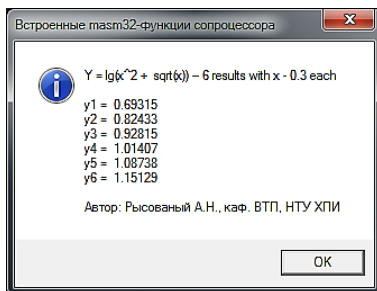 Встроенные masm32-функции сопроцессора
Y = lg(x^2 + sqrt(x)) – 6 results with x - 0.3 each
y1 = 0.69315
y2 = 0.82433
y3 = 0.92815
y4 = 1.01407
y5 = 1.08738
y6 = 1.15129
Автор: Рысованый А.Н., каф. ВТП, НТУ ХПИ
OK